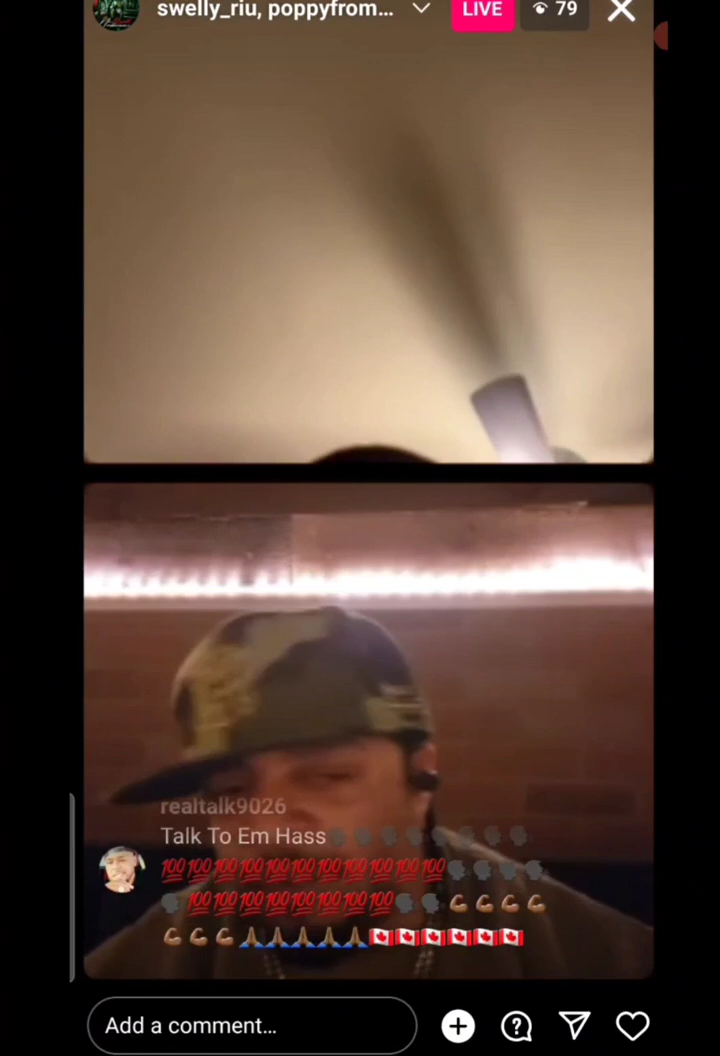 swelly_riu, poppyfrom...
LIVE
79
realtalk9026
Talk To Em Hass🗣🗣🗣🗣🗣🗣🗣🗣
💯💯💯💯💯💯💯💯💯💯💯🗣🗣🗣🗣
🗣💯💯💯💯💯💯💯💯🗣🗣💪🏾💪🏾💪🏾💪🏾
💪🏾💪🏾💪🏾🙏🏾🙏🏾🙏🏾🙏🏾🙏🏾🇨🇦🇨🇦🇨🇦🇨🇦🇨🇦🇨🇦
Add a comment...